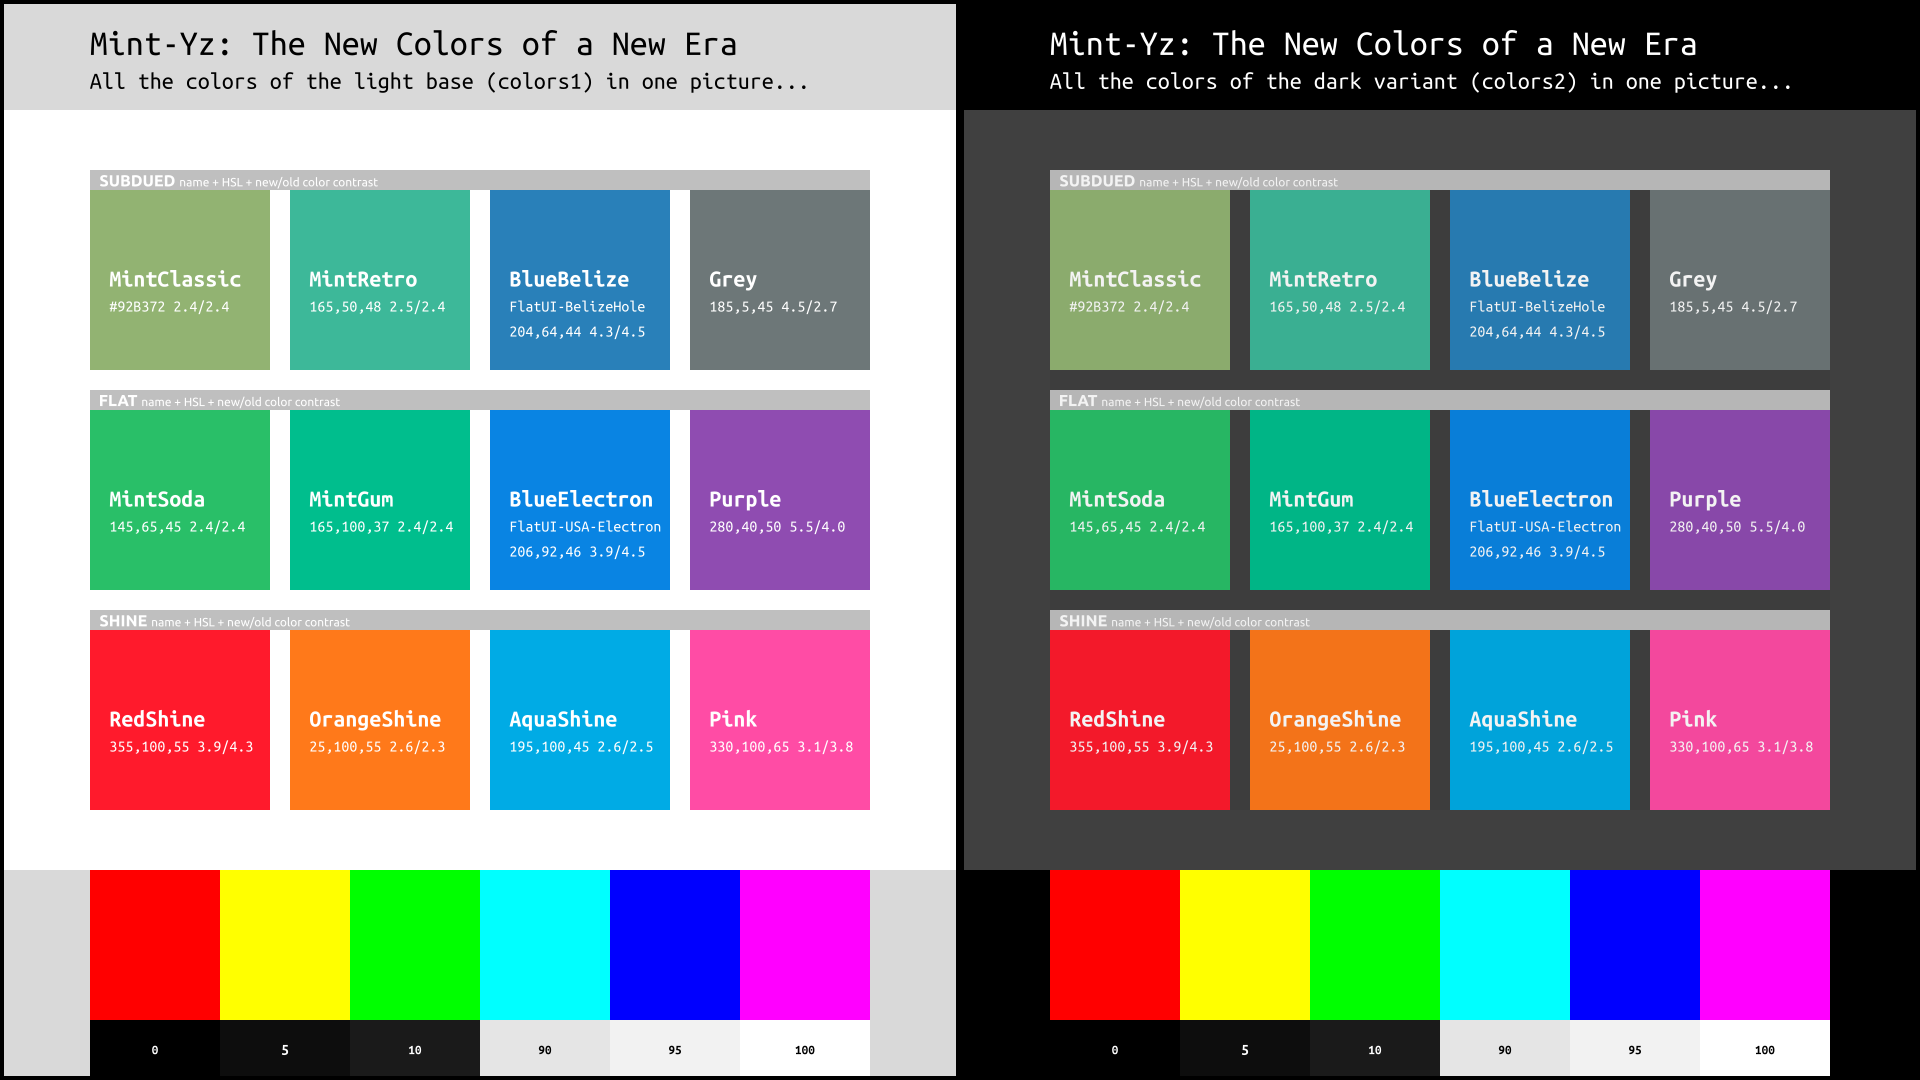 Mint-Yz: The New Colors of a New Era
All the colors of the light base (colors1) in one picture...
SUBDUED name + HSL + new/old color contrast
MintClassic
#92B372 2.4/2.4
MintRetro
165,50,48 2.5/2.4
BlueBelize
FlatUI-BelizeHole
204,64,44 4.3/4.5
Grey
185,5,45 4.5/2.7
FLAT name + HSL + new/old color contrast
MintSoda
145,65,45 2.4/2.4
MintGum
165,100,37 2.4/2.4
BlueElectron
FlatUI-USA-Electron
206,92,46 3.9/4.5
Purple
280,40,50 5.5/4.0
SHINE name + HSL + new/old color contrast
RedShine
355,100,55 3.9/4.3
OrangeShine
25,100,55 2.6/2.3
AquaShine
195,100,45 2.6/2.5
Pink
330,100,65 3.1/3.8
0 5 10 90 95 100
Mint-Yz: The New Colors of a New Era
All the colors of the dark variant (colors2) in one picture...
SUBDUED name + HSL + new/old color contrast
MintClassic
#92B372 2.4/2.4
MintRetro
165,50,48 2.5/2.4
BlueBelize
FlatUI-BelizeHole
204,64,44 4.3/4.5
Grey
185,5,45 4.5/2.7
FLAT name + HSL + new/old color contrast
MintSoda
145,65,45 2.4/2.4
MintGum
165,100,37 2.4/2.4
BlueElectron
FlatUI-USA-Electron
206,92,46 3.9/4.5
Purple
280,40,50 5.5/4.0
SHINE name + HSL + new/old color contrast
RedShine
355,100,55 3.9/4.3
OrangeShine
25,100,55 2.6/2.3
AquaShine
195,100,45 2.6/2.5
Pink
330,100,65 3.1/3.8
0 5 10 90 95 100